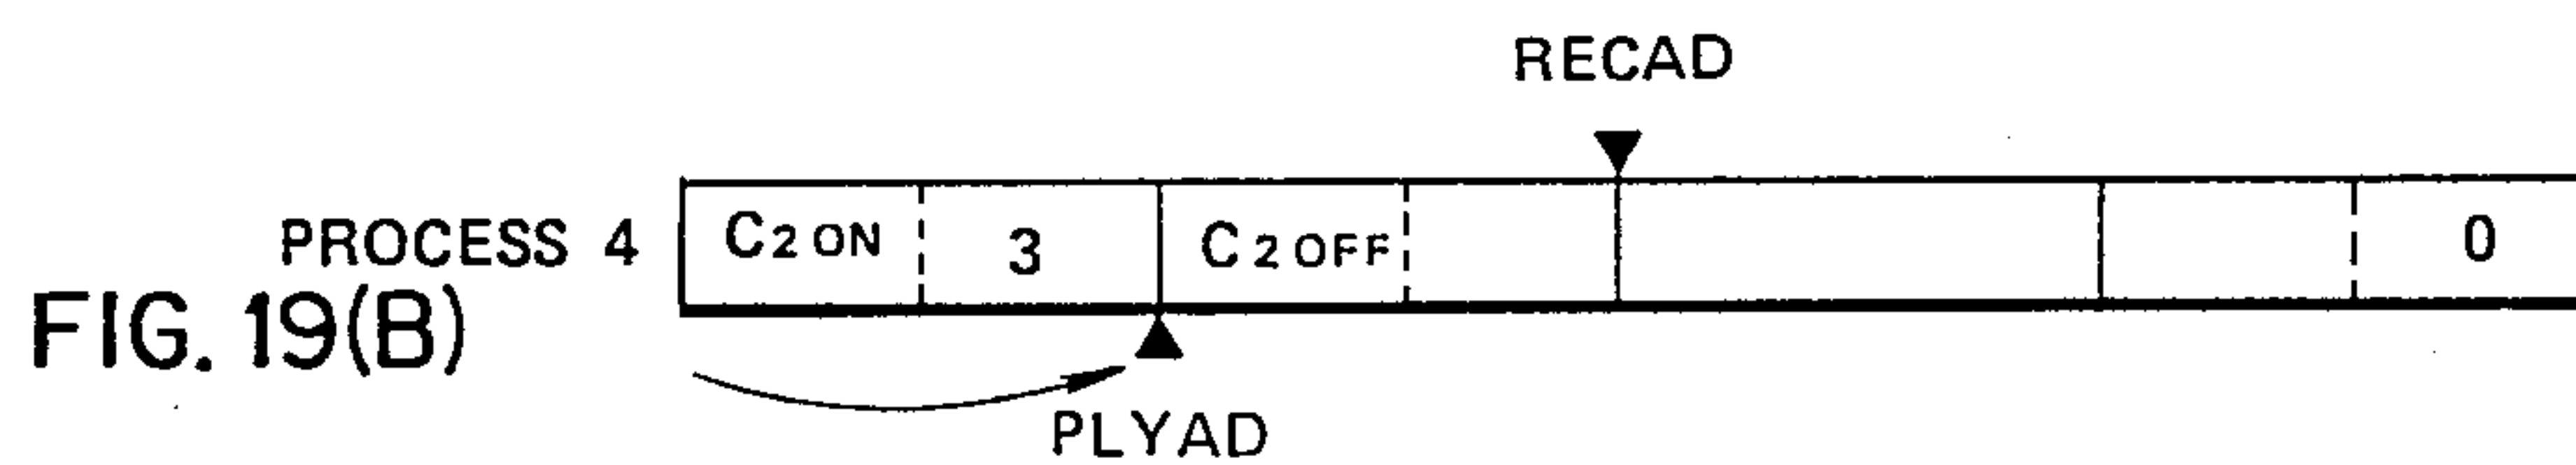 RECAD
PROCESS 4 C2 ON 3 C2 OFF 0
FIG. 19(B)
PLYAD